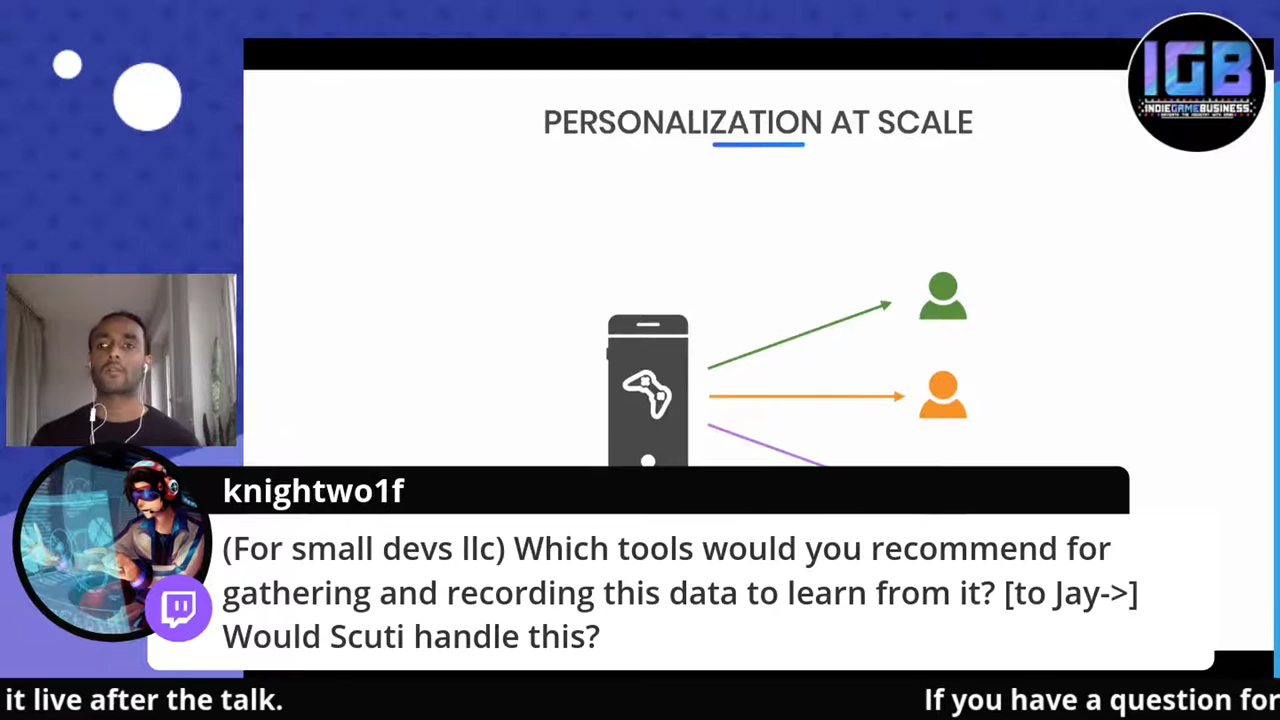 PERSONALIZATION AT SCALE
IGB
INDIEGAMEBUSINESS
knightwo1f
(For small devs llc) Which tools would you recommend for
gathering and recording this data to learn from it? [to Jay->]
Would Scuti handle this?
it live after the talk.
If you have a question for